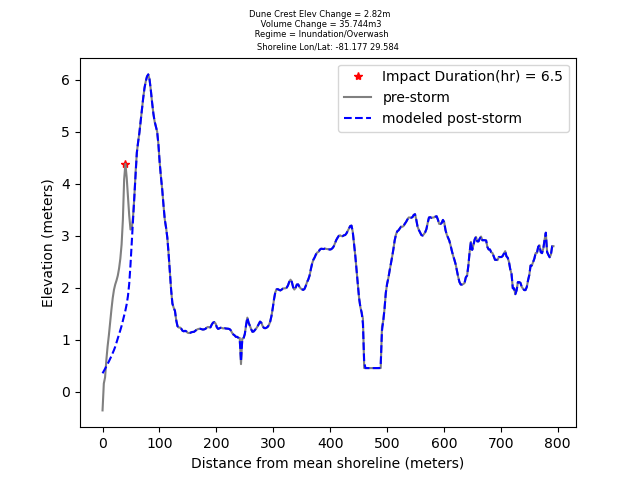 Dune Crest Elev Change = 2.82m
Volume Change = 35.744m3
Regime = Inundation/Overwash
Shoreline Lon/Lat: -81.177 29.584
Impact Duration(hr) = 6.5
pre-storm
modeled post-storm
6
5
4
3
2
1
0
Elevation (meters)
0 100 200 300 400 500 600 700 800
Distance from mean shoreline (meters)